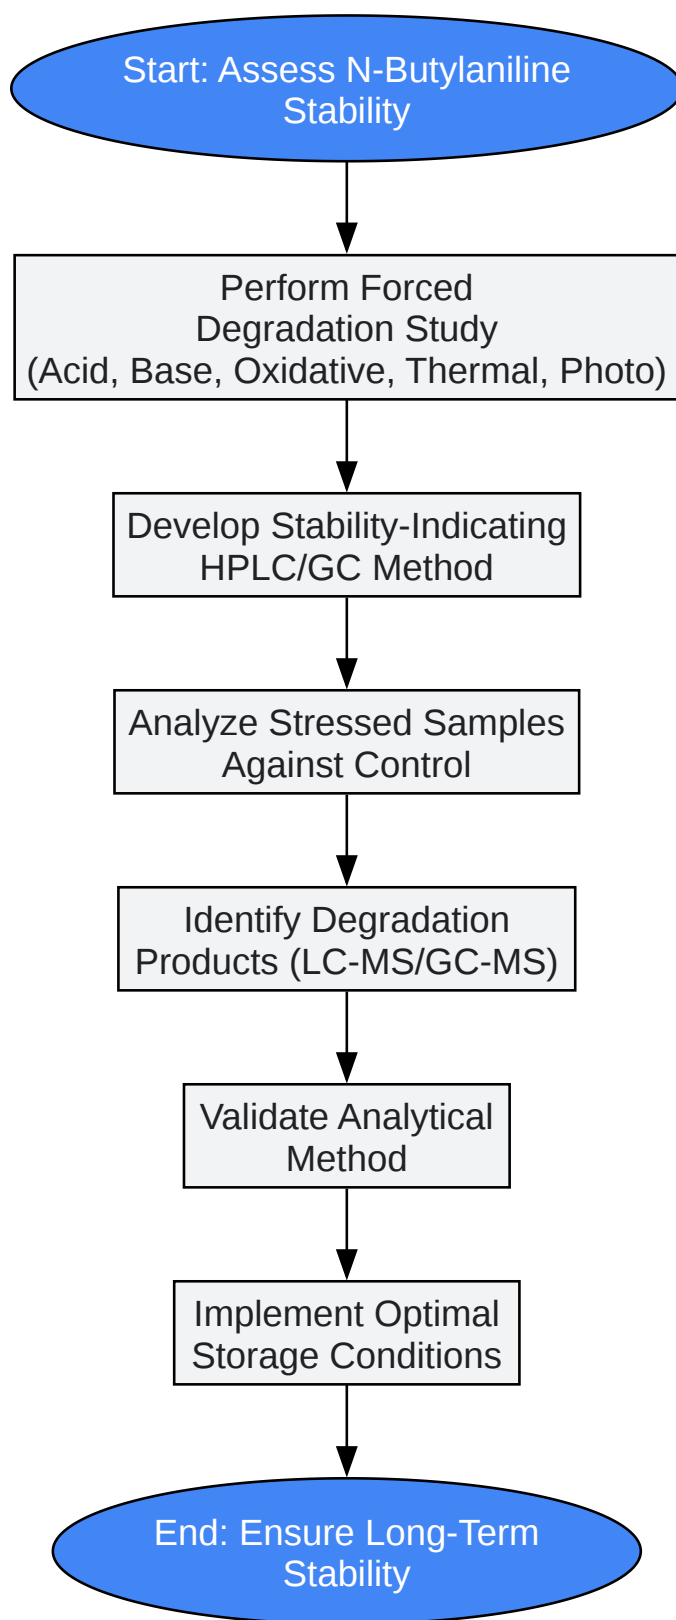 Start: Assess N-Butylaniline
Stability
Perform Forced
Degradation Study
(Acid, Base, Oxidative, Thermal, Photo)
Develop Stability-Indicating
HPLC/GC Method
Analyze Stressed Samples
Against Control
Identify Degradation
Products (LC-MS/GC-MS)
Validate Analytical
Method
Implement Optimal
Storage Conditions
End: Ensure Long-Term
Stability